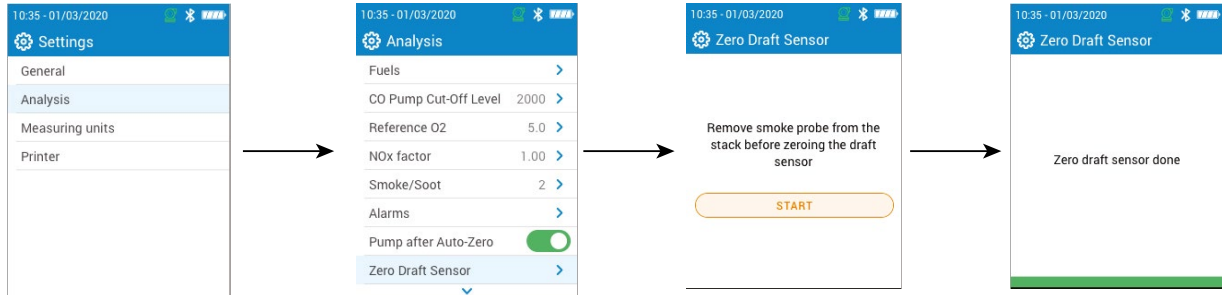 10:35 - 01/03/2020
Settings
General
Analysis
Measuring units
Printer
10:35 - 01/03/2020
Analysis
Fuels
CO Pump Cut-Off Level 2000
Reference O2 5.0
NOx factor 1.00
Smoke/Soot 2
Alarms
Pump after Auto-Zero
Zero Draft Sensor
10:35 - 01/03/2020
Zero Draft Sensor
Remove smoke probe from the
stack before zeroing the draft
sensor
START
10:35 - 01/03/2020
Zero Draft Sensor
Zero draft sensor done